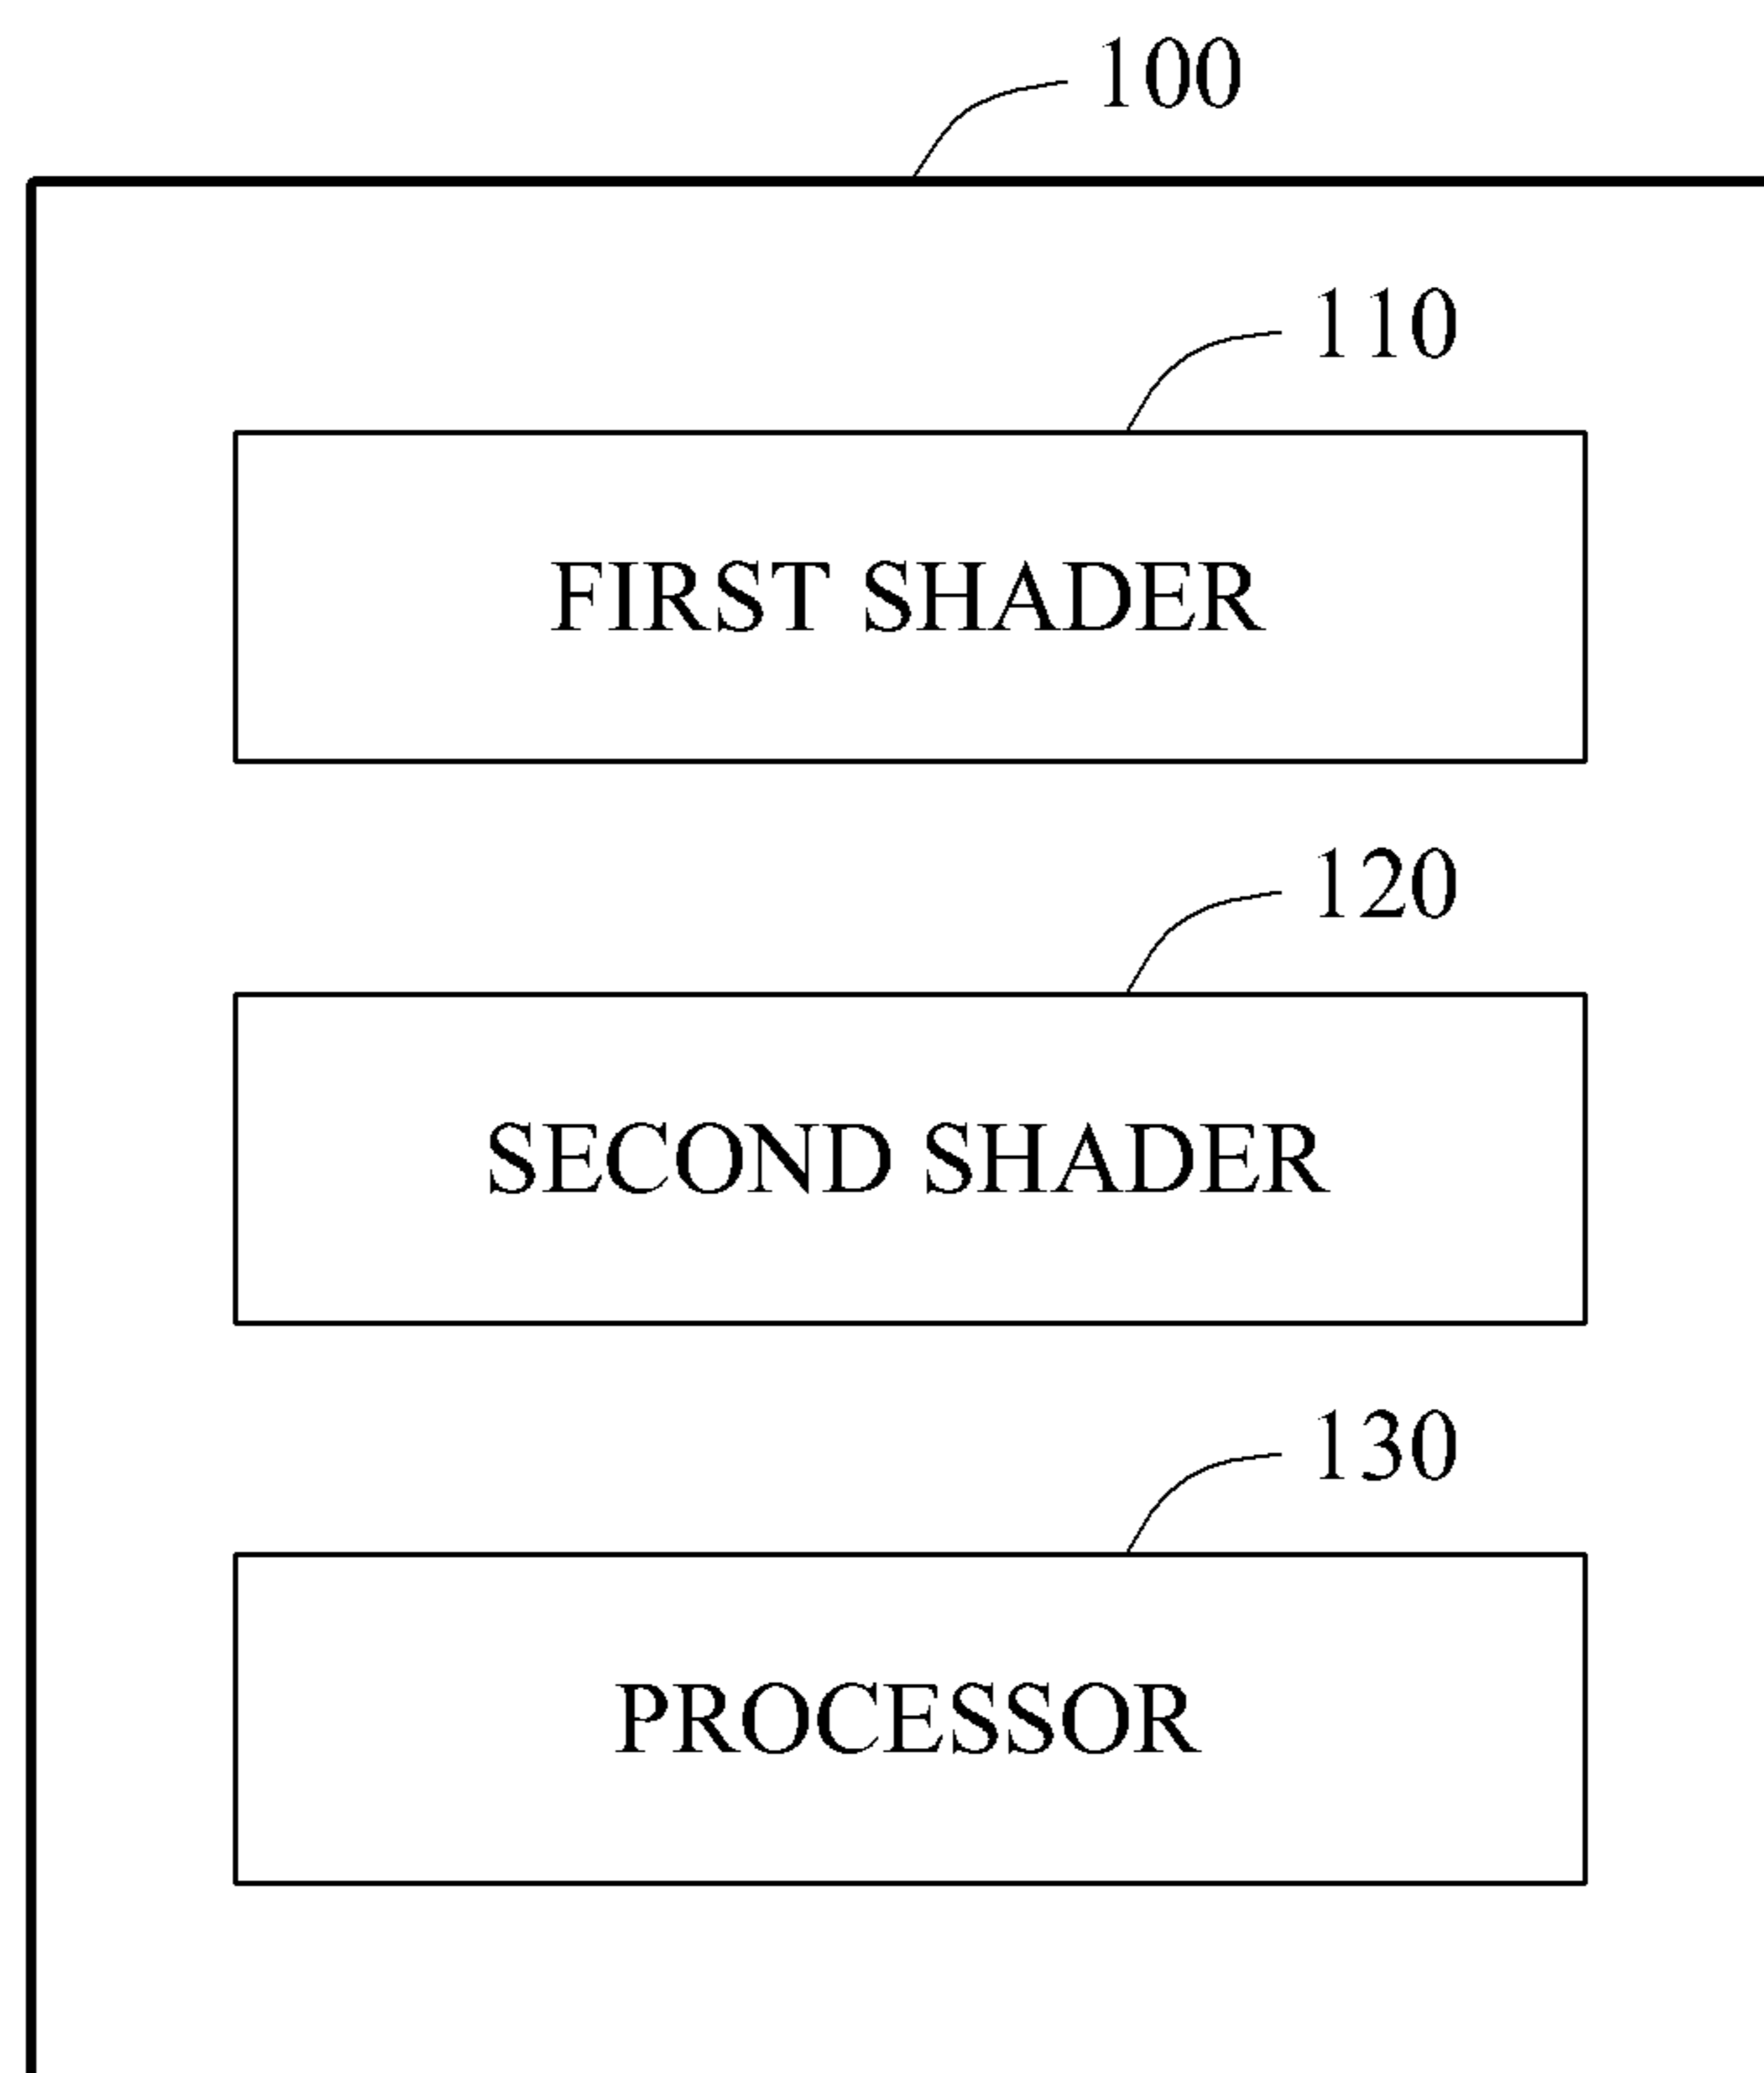 100
110
FIRST SHADER
120
SECOND SHADER
130
PROCESSOR